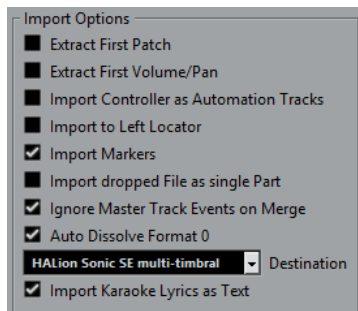 Import Options
Extract First Patch
Extract First Volume/Pan
Import Controller as Automation Tracks
Import to Left Locator
Import Markers
Import dropped File as single Part
Ignore Master Track Events on Merge
Auto Dissolve Format 0
HALion Sonic SE multi-timbral Destination
Import Karaoke Lyrics as Text